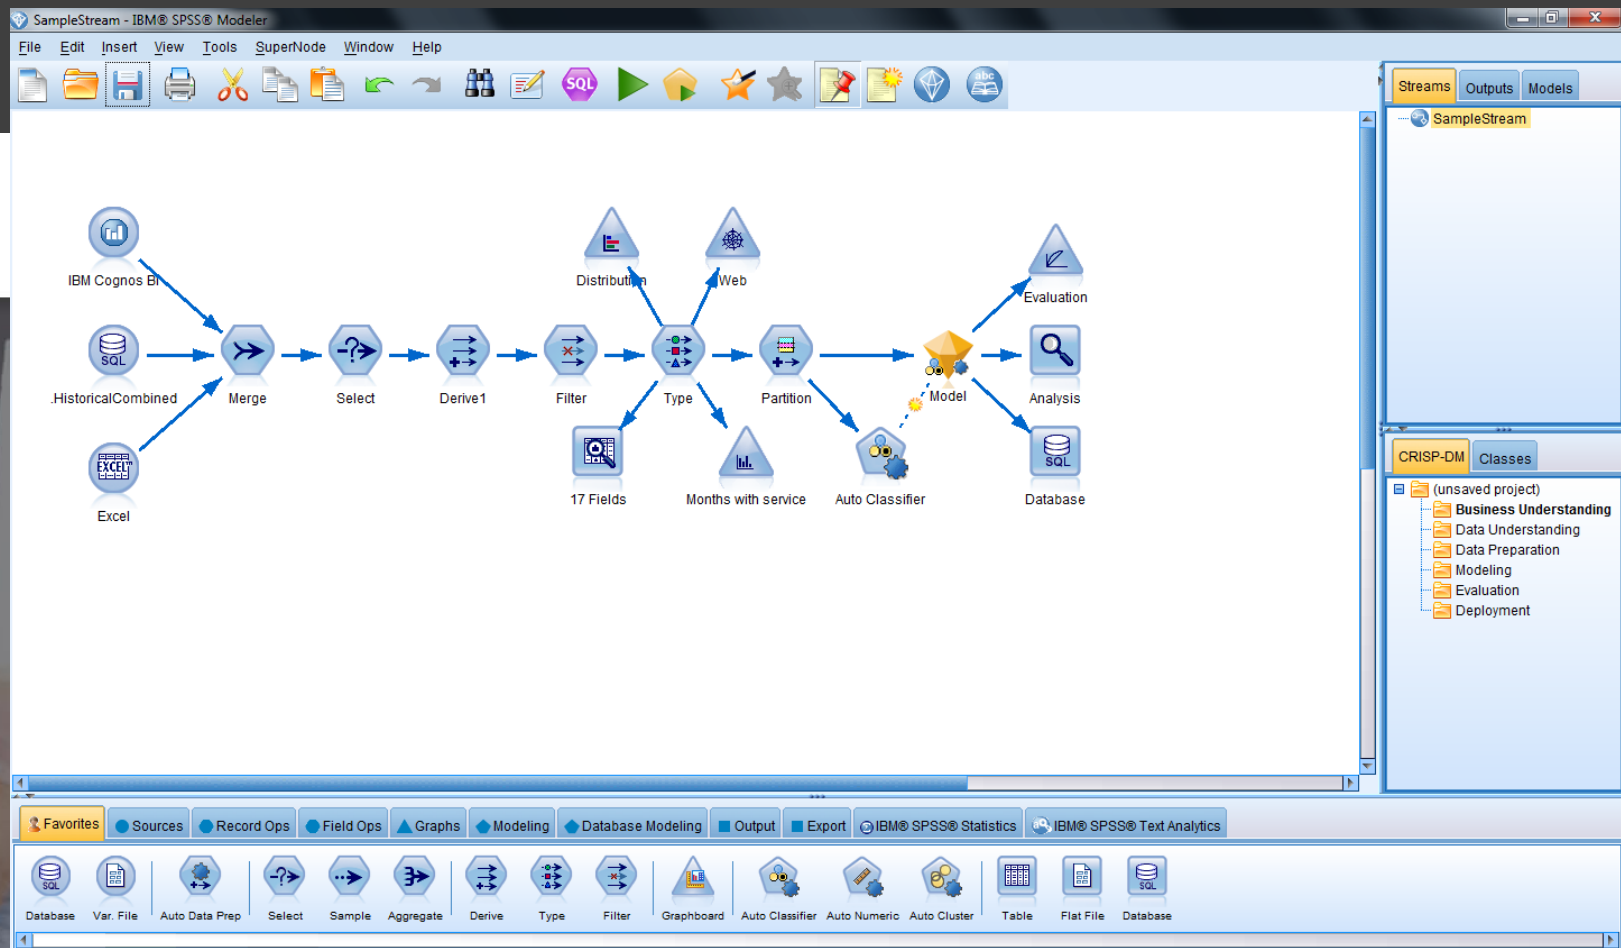 SampleStream - IBM® SPSS® Modeler
File Edit Insert View Tools SuperNode Window Help
SQL
abc
Streams Outputs Models
SampleStream
IBM Cognos BI
Distribution
Web
Evaluation
SQL
.HistoricalCombined
Merge
Select
Derive1
Filter
Type
Partition
Model
Analysis
EXCEL™
Excel
17 Fields
Months with service
Auto Classifier
SQL
Database
CRISP-DM Classes
(unsaved project)
Business Understanding
Data Understanding
Data Preparation
Modeling
Evaluation
Deployment
Favorites Sources Record Ops Field Ops Graphs Modeling Database Modeling Output Export IBM® SPSS® Statistics IBM® SPSS® Text Analytics
SQL SQL
Database Var. File Auto Data Prep Select Sample Aggregate Derive Type Filter Graphboard Auto Classifier Auto Numeric Auto Cluster Table Flat File Database